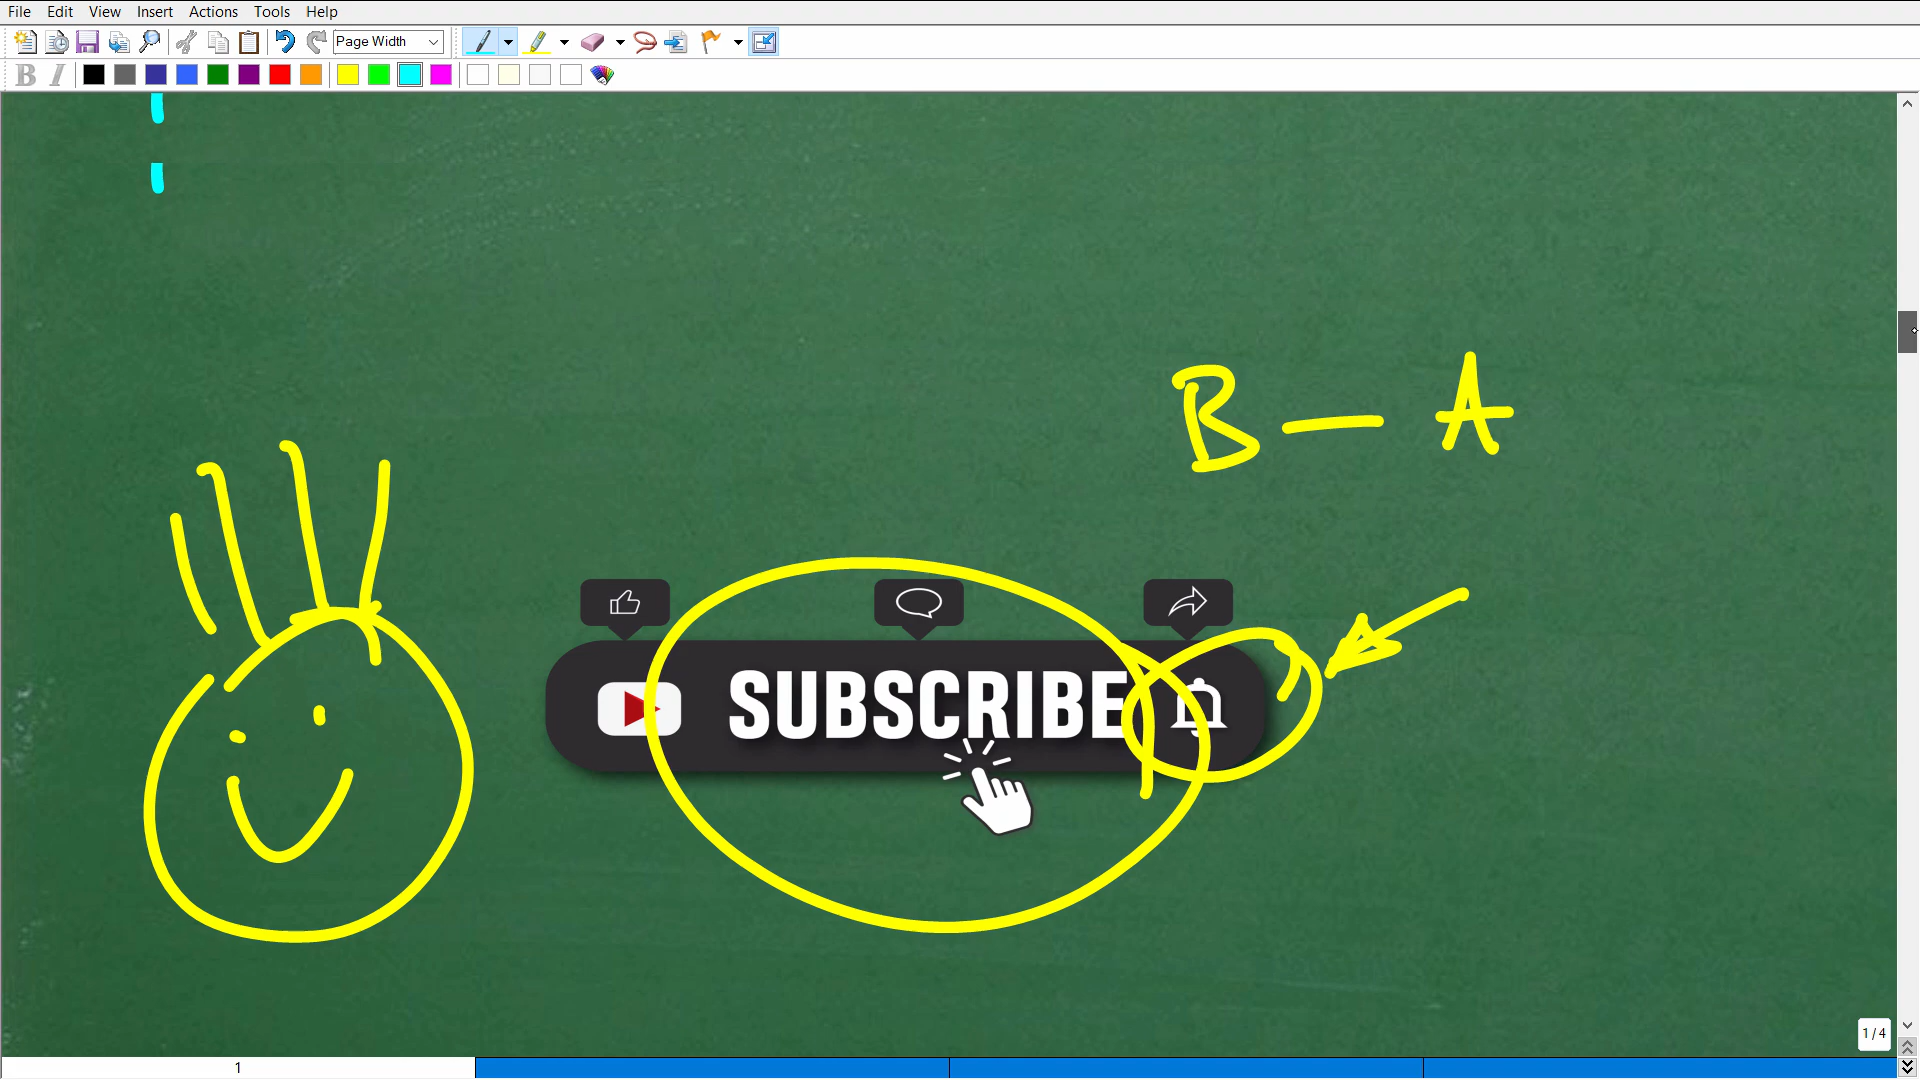 File Edit View Insert Actions Tools Help
Page Width
B I
B — A
SUBSCRIBE
1 / 4
1